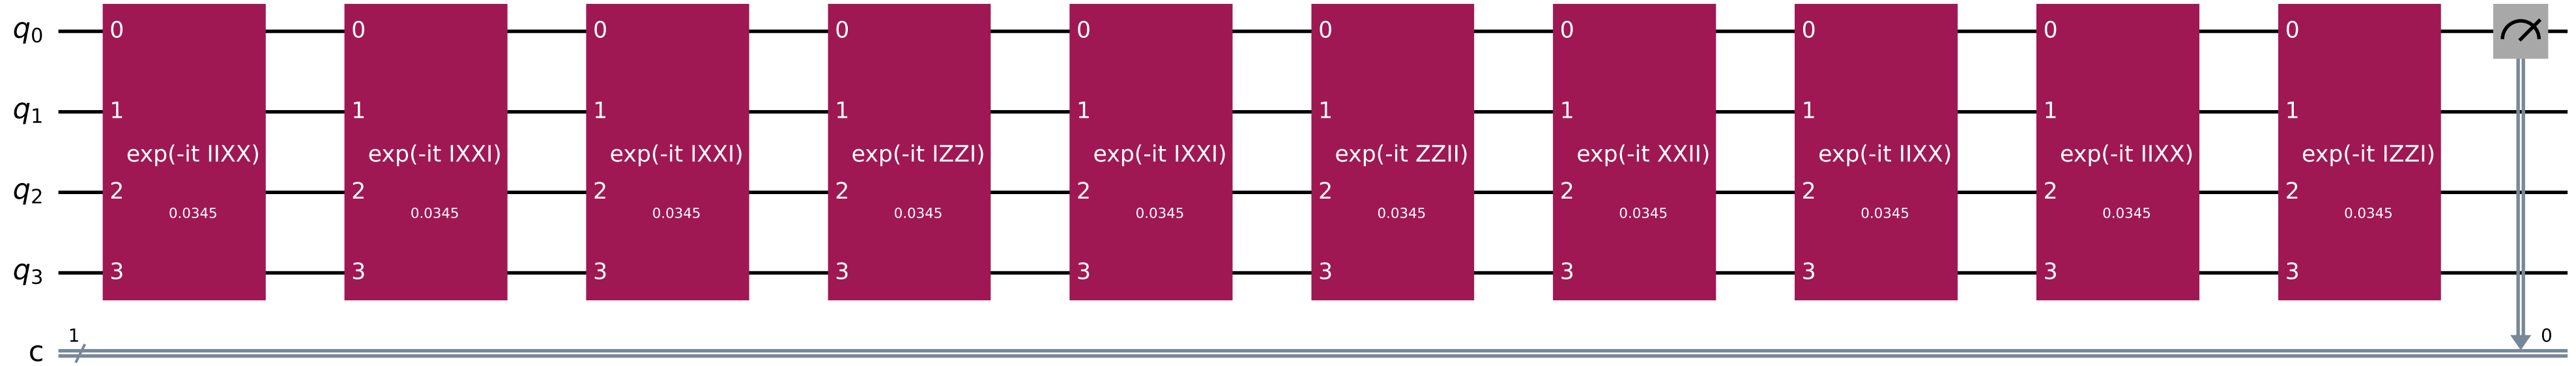 q0 0 0 0 0 0 0 0 0 0 0
q1 1 1 1 1 1 1 1 1 1 1
exp(-it IIXX) exp(-it IXXI) exp(-it IXXI) exp(-it IZZI) exp(-it IXXI) exp(-it ZZII) exp(-it XXII) exp(-it IIXX) exp(-it IIXX) exp(-it IZZI)
q2 2 2 2 2 2 2 2 2 2 2
0.0345 0.0345 0.0345 0.0345 0.0345 0.0345 0.0345 0.0345 0.0345 0.0345
q3 3 3 3 3 3 3 3 3 3 3
1 0
c